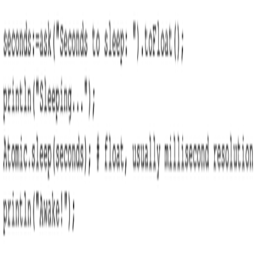 seconds:=ask("Seconds to sleep: ").toFloat();
println("Sleeping...");
Atomic.sleep(seconds); # float, usually millisecond resolution
println("Awake!");